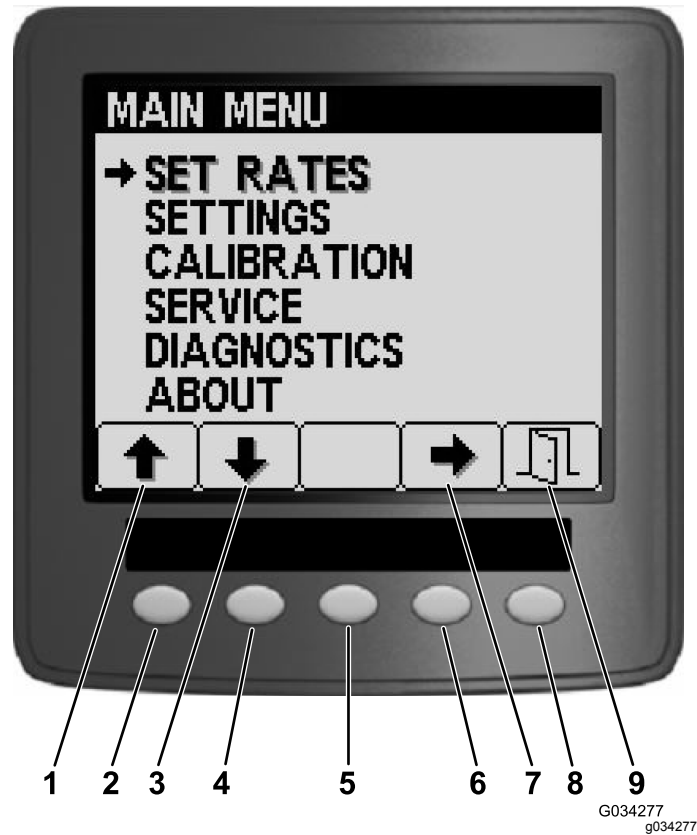 MAIN MENU
SET RATES
SETTINGS
CALIBRATION
SERVICE
DIAGNOSTICS
ABOUT
1 2 3 4 5 6 7 8 9
G034277
g034277